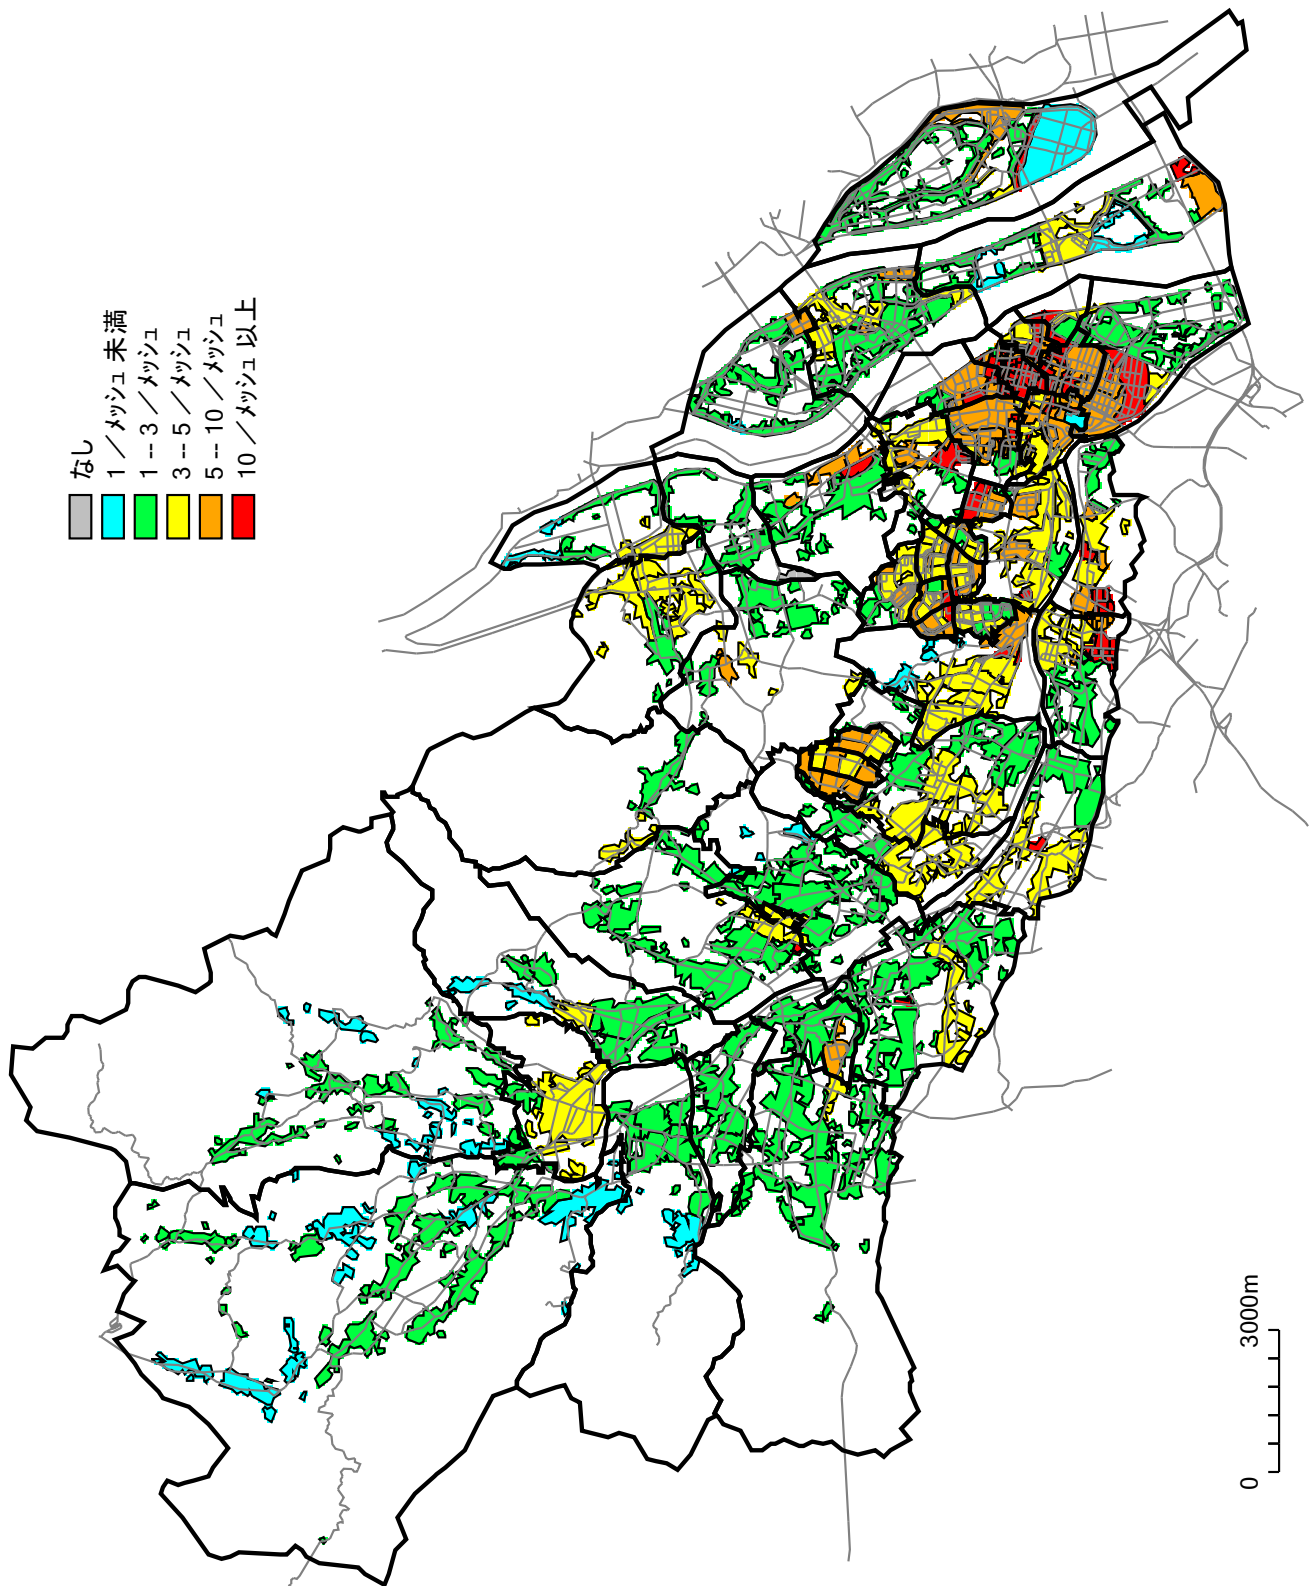 なし
1／メッシュ未満
1 -- 3／メッシュ
3 -- 5／メッシュ
5 -- 10／メッシュ
10／メッシュ以上
0 3000m